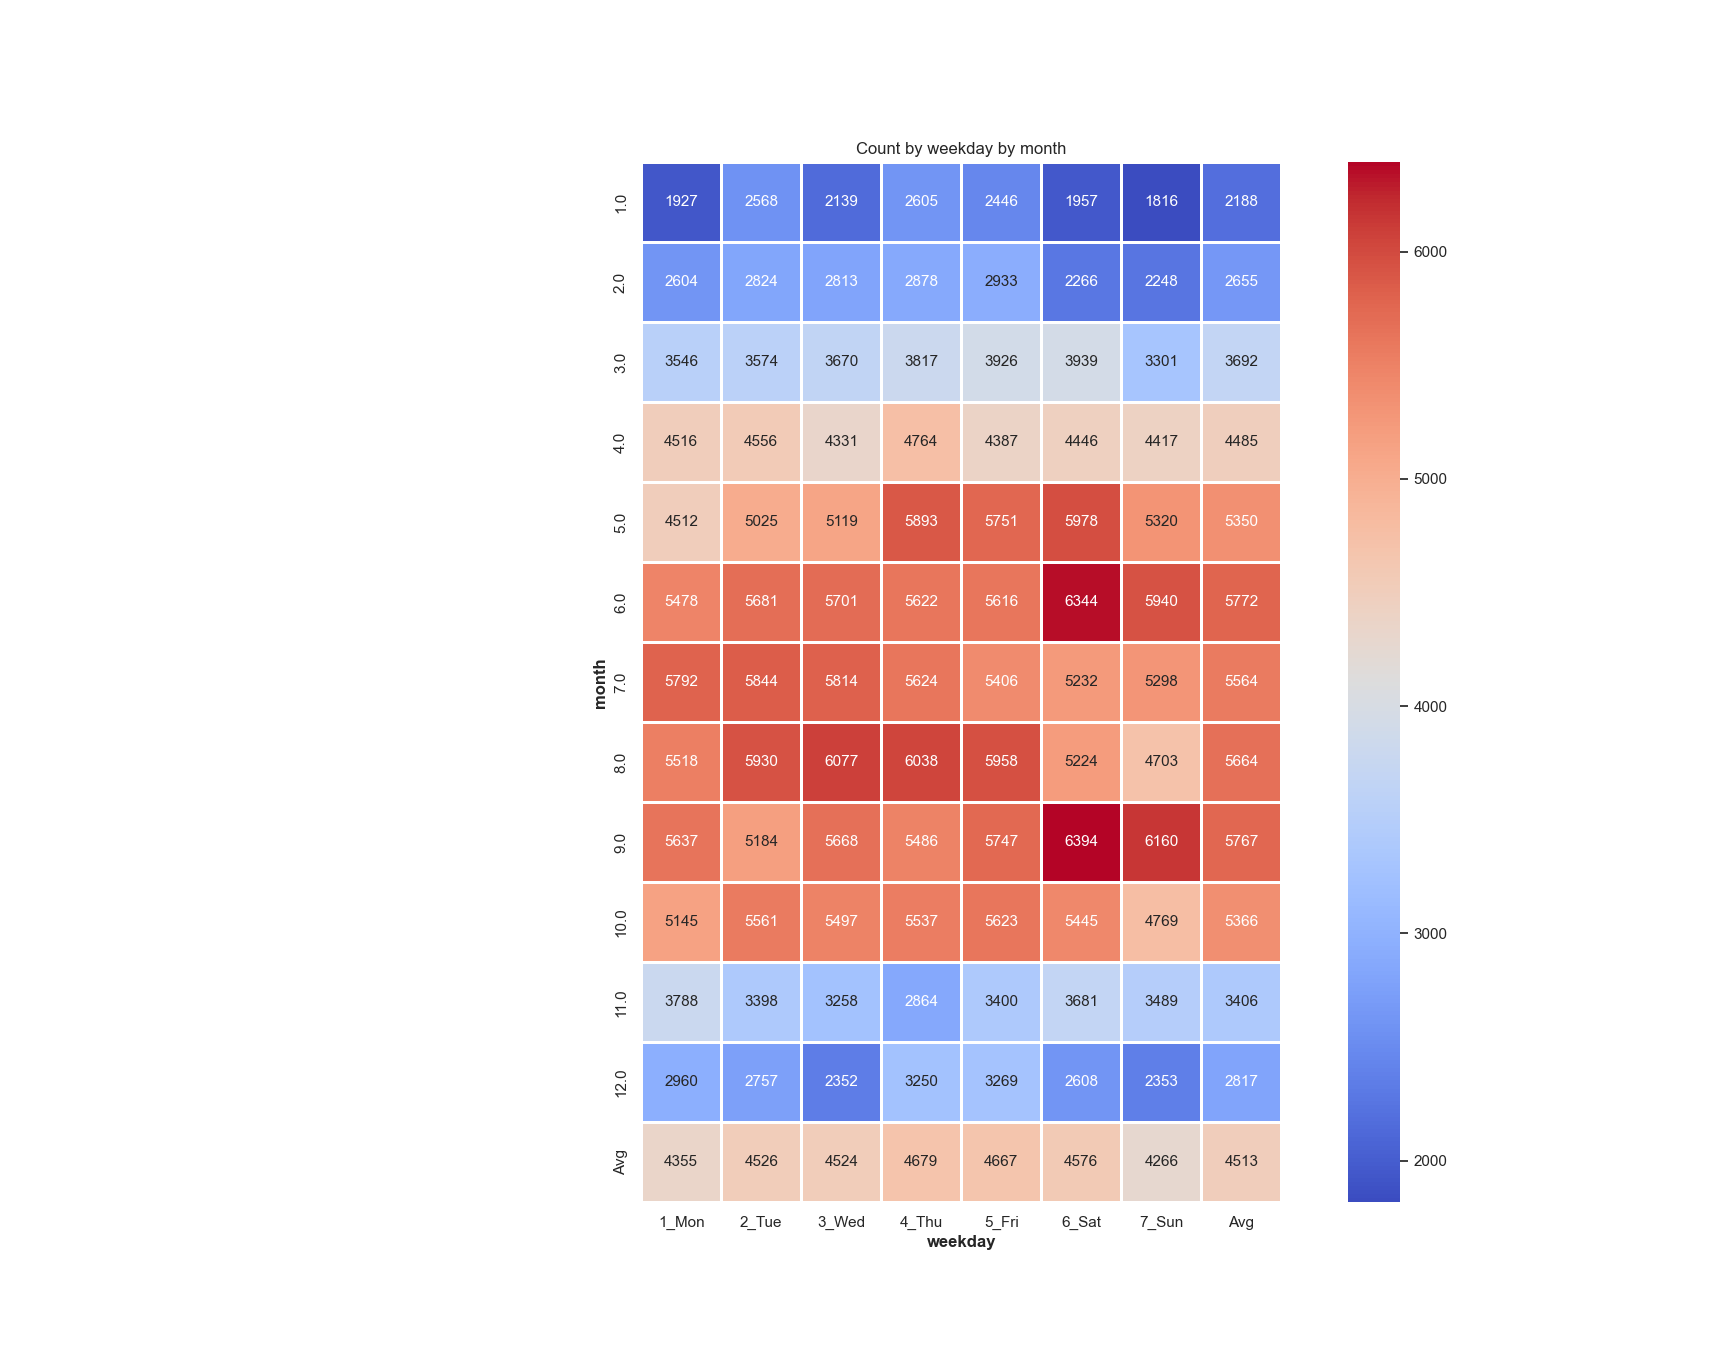 Count by weekday by month
1.0 1927 2568 2139 2605 2446 1957 1816 2188
2.0 2604 2824 2813 2878 2933 2266 2248 2655
3.0 3546 3574 3670 3817 3926 3939 3301 3692
4.0 4516 4556 4331 4764 4387 4446 4417 4485
5.0 4512 5025 5119 5893 5751 5978 5320 5350
6.0 5478 5681 5701 5622 5616 6344 5940 5772
7.0 5792 5844 5814 5624 5406 5232 5298 5564
8.0 5518 5930 6077 6038 5958 5224 4703 5664
9.0 5637 5184 5668 5486 5747 6394 6160 5767
10.0 5145 5561 5497 5537 5623 5445 4769 5366
11.0 3788 3398 3258 2864 3400 3681 3489 3406
12.0 2960 2757 2352 3250 3269 2608 2353 2817
Avg 4355 4526 4524 4679 4667 4576 4266 4513
1_Mon 2_Tue 3_Wed 4_Thu 5_Fri 6_Sat 7_Sun Avg
weekday
month
6000
5000
4000
3000
2000